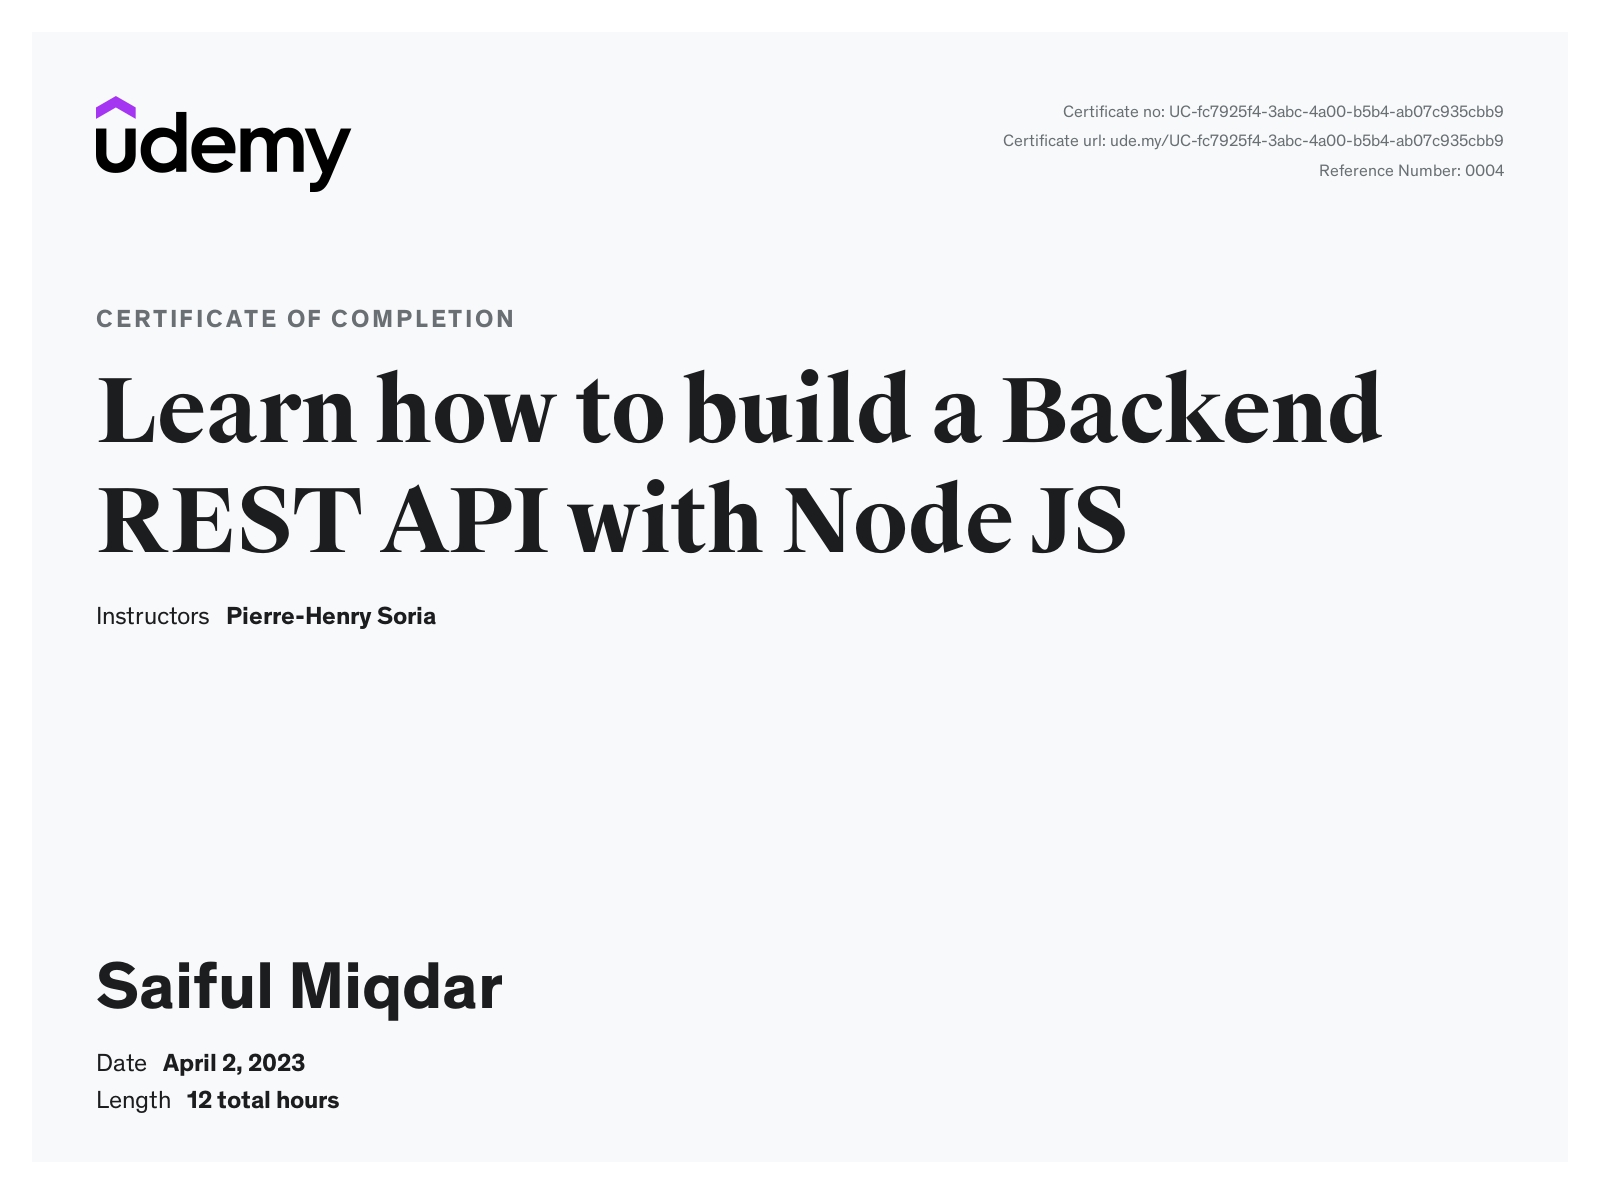 udemy
Certificate no: UC-fc7925f4-3abc-4a00-b5b4-ab07c935cbb9
Certificate url: ude.my/UC-fc7925f4-3abc-4a00-b5b4-ab07c935cbb9
Reference Number: 0004
CERTIFICATE OF COMPLETION
Learn how to build a Backend
REST API with Node JS
Instructors Pierre-Henry Soria
Saiful Miqdar
Date April 2, 2023
Length 12 total hours